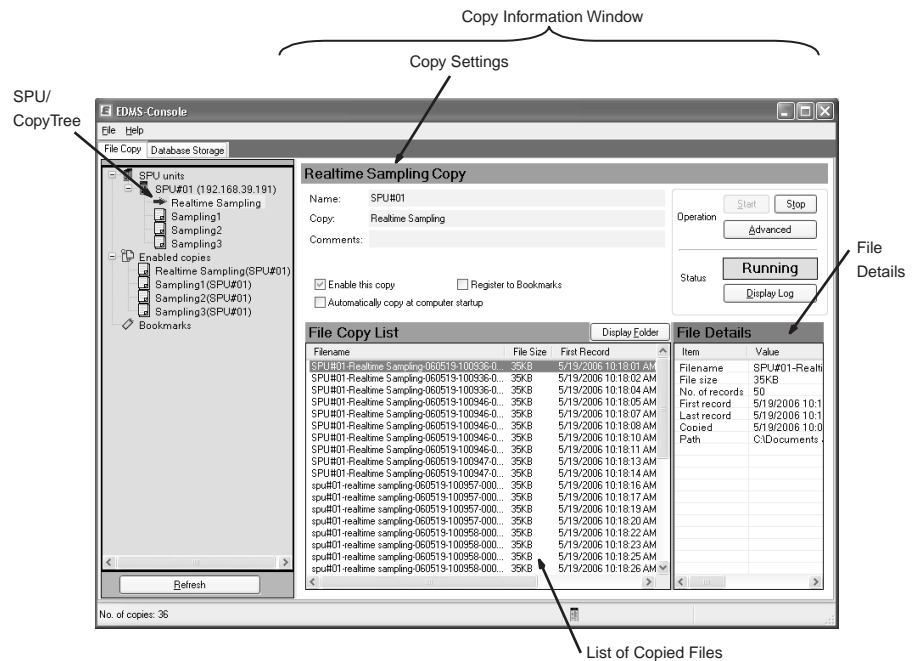 Copy Information Window
Copy Settings
SPU/
CopyTree
EDMS-Console
File Help
File Copy Database Storage
SPU units
SPU#01 (192.168.39.191)
Realtime Sampling
Sampling1
Sampling2
Sampling3
Enabled copies
Realtime Sampling(SPU#01)
Sampling1(SPU#01)
Sampling2(SPU#01)
Sampling3(SPU#01)
Bookmarks
Refresh
No. of copies: 36
Realtime Sampling Copy
Name: SPU#01
Copy: Realtime Sampling
Comments:
Enable this copy Register to Bookmarks
Automatically copy at computer startup
Operation Start Stop
Advanced
Status Running
Display Log
File
Details
File Copy List Display Folder
Filename File Size First Record
SPU#01-Realtime Sampling-060519-100936-0... 35KB 5/19/2006 10:18:01 AM
SPU#01-Realtime Sampling-060519-100936-0... 35KB 5/19/2006 10:18:02 AM
SPU#01-Realtime Sampling-060519-100936-0... 35KB 5/19/2006 10:18:04 AM
SPU#01-Realtime Sampling-060519-100946-0... 35KB 5/19/2006 10:18:05 AM
SPU#01-Realtime Sampling-060519-100946-0... 35KB 5/19/2006 10:18:07 AM
SPU#01-Realtime Sampling-060519-100946-0... 35KB 5/19/2006 10:18:08 AM
SPU#01-Realtime Sampling-060519-100946-0... 35KB 5/19/2006 10:18:10 AM
SPU#01-Realtime Sampling-060519-100946-0... 35KB 5/19/2006 10:18:11 AM
SPU#01-Realtime Sampling-060519-100947-0... 35KB 5/19/2006 10:18:13 AM
SPU#01-Realtime Sampling-060519-100947-0... 35KB 5/19/2006 10:18:14 AM
spu#01-realtime sampling-060519-100957-000... 35KB 5/19/2006 10:18:16 AM
spu#01-realtime sampling-060519-100957-000... 35KB 5/19/2006 10:18:17 AM
spu#01-realtime sampling-060519-100957-000... 35KB 5/19/2006 10:18:19 AM
spu#01-realtime sampling-060519-100957-000... 35KB 5/19/2006 10:18:20 AM
spu#01-realtime sampling-060519-100958-000... 35KB 5/19/2006 10:18:22 AM
spu#01-realtime sampling-060519-100958-000... 35KB 5/19/2006 10:18:23 AM
spu#01-realtime sampling-060519-100958-000... 35KB 5/19/2006 10:18:25 AM
spu#01-realtime sampling-060519-100958-000... 35KB 5/19/2006 10:18:26 AM
File Details
Item Value
Filename SPU#01-Realti
File size 35KB
No. of records 50
First record 5/19/2006 10:1
Last record 5/19/2006 10:1
Copied 5/19/2006 10:0
Path C:\Documents
List of Copied Files